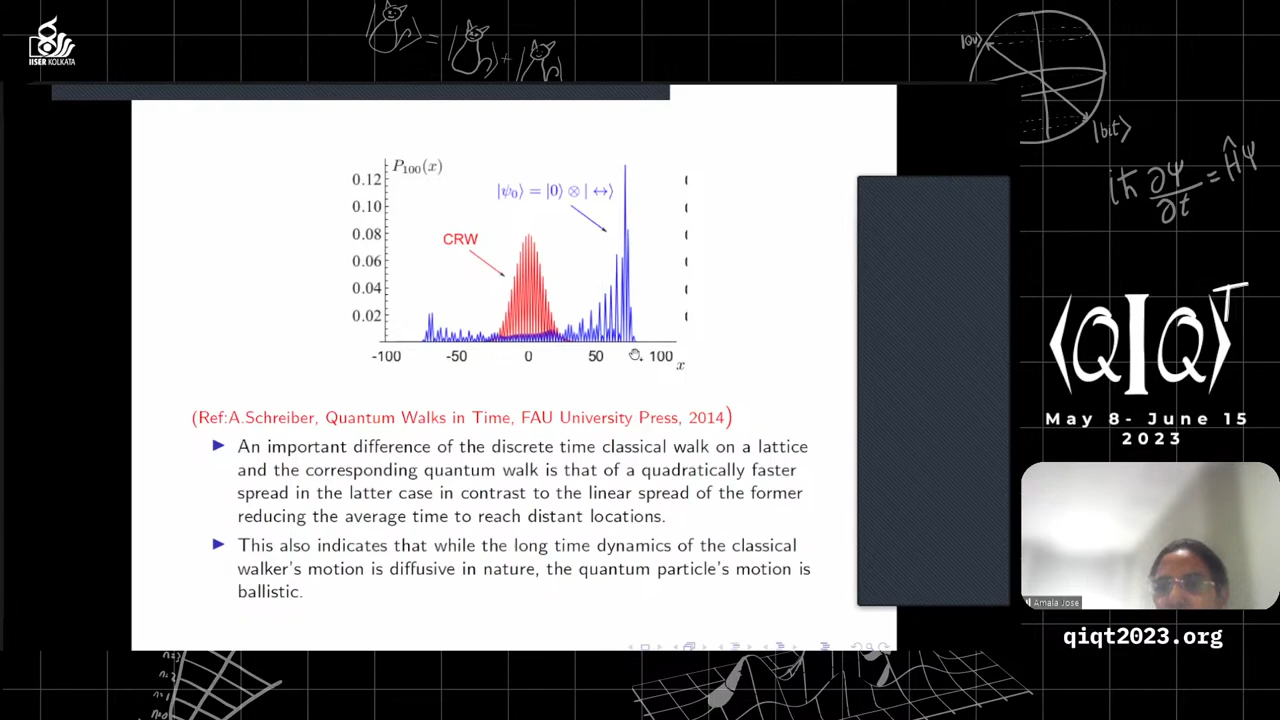 IISER KOLKATA
|0u⟩
|bit⟩
iħ ∂ψ/∂t = Ĥψ
P₁₀₀(x)
0.12
0.10
0.08
0.06
0.04
0.02
|ψ₀⟩ = |0⟩ ⊗ | ↔⟩
CRW
-100 -50 0 50 100
x
(Ref:A.Schreiber, Quantum Walks in Time, FAU University Press, 2014)
▶ An important difference of the discrete time classical walk on a lattice
and the corresponding quantum walk is that of a quadratically faster
spread in the latter case in contrast to the linear spread of the former
reducing the average time to reach distant locations.
▶ This also indicates that while the long time dynamics of the classical
walker's motion is diffusive in nature, the quantum particle's motion is
ballistic.
⟨QIQ⟩ᵀ
May 8- June 15
2023
Amala Jose
qiqt2023.org
n=3
n=2
n=1
n=0